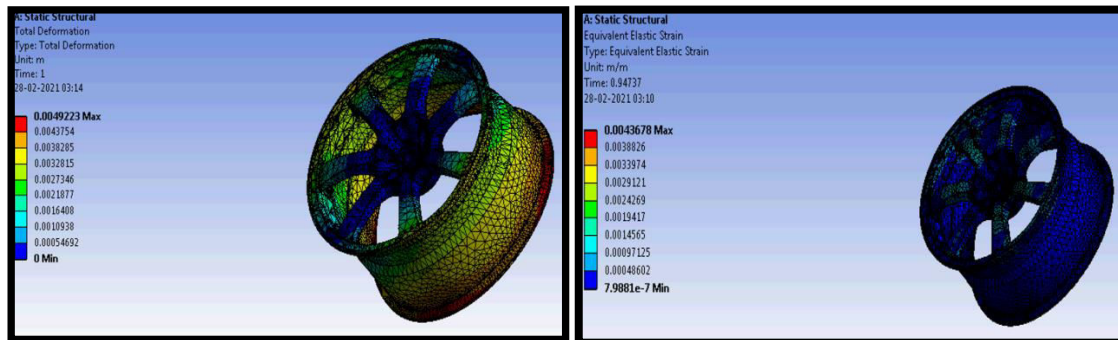 A: Static Structural
Total Deformation
Type: Total Deformation
Unit: m
Time: 1
28-02-2021 03:14
0.0049223 Max
0.0043754
0.0038285
0.0032815
0.0027346
0.0021877
0.0016408
0.0010938
0.00054692
0 Min
A: Static Structural
Equivalent Elastic Strain
Type: Equivalent Elastic Strain
Unit: m/m
Time: 0.94737
28-02-2021 03:10
0.0043678 Max
0.0038826
0.0033974
0.0029121
0.0024269
0.0019417
0.0014565
0.00097125
0.00048602
7.9881e-7 Min